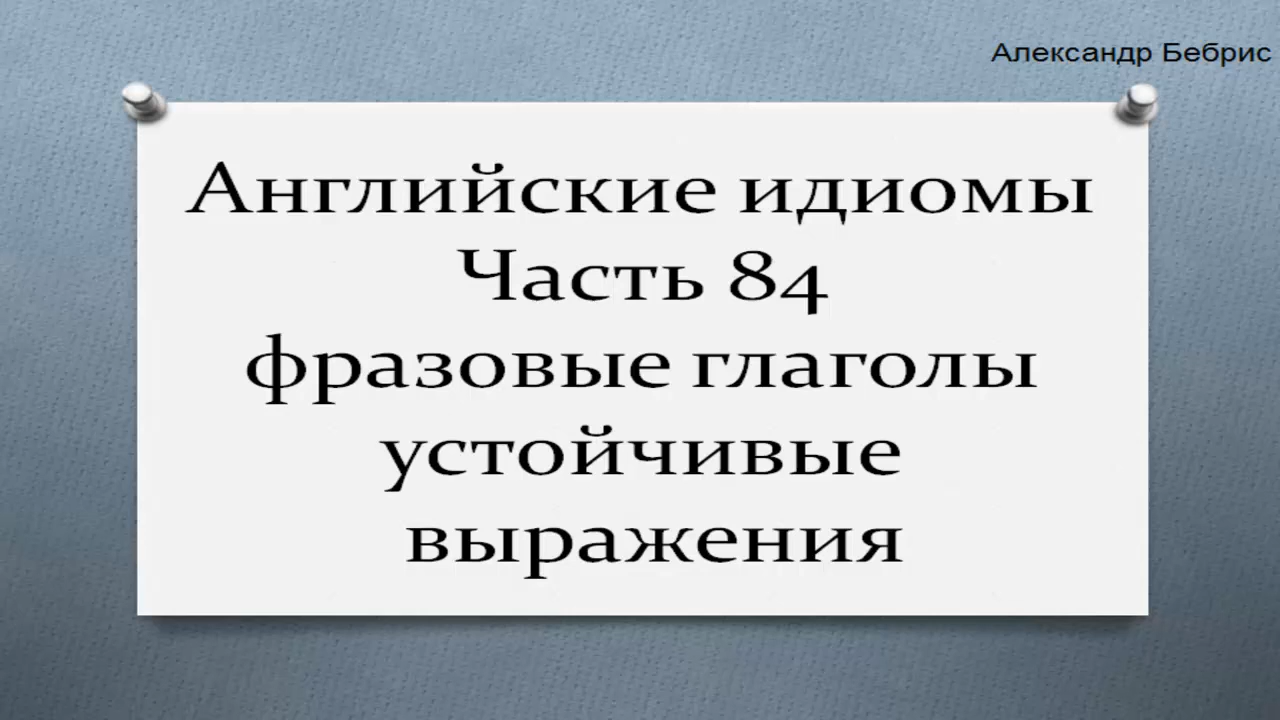 Александр Бебрис
Английские идиомы
Часть 84
фразовые глаголы
устойчивые
выражения